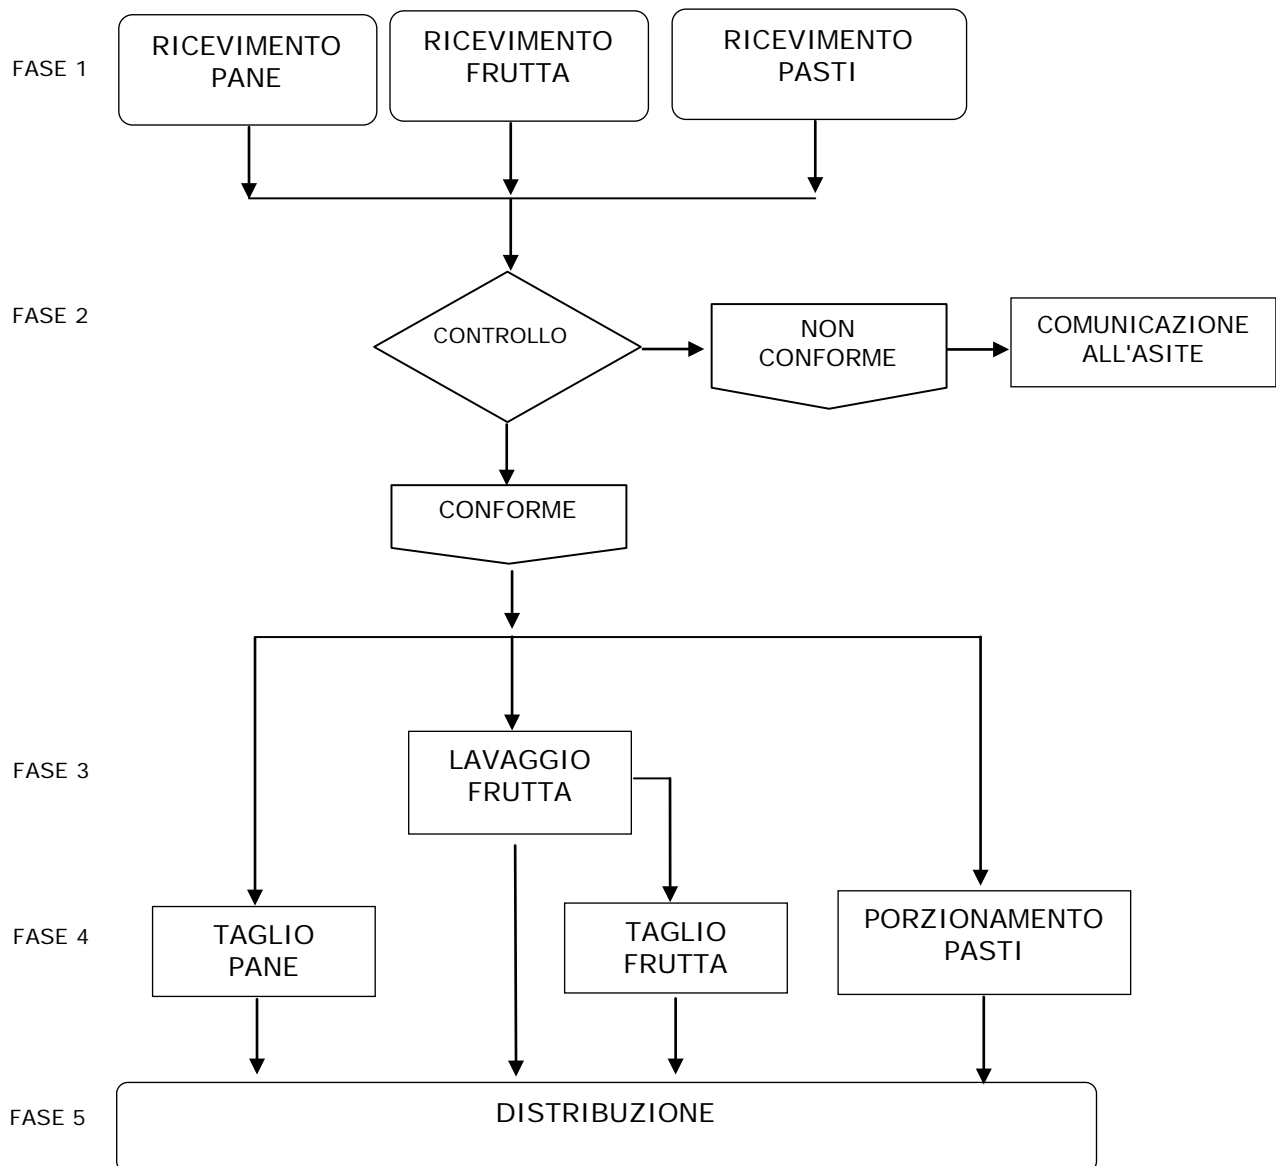 FASE 1
RICEVIMENTO
PANE
RICEVIMENTO
FRUTTA
RICEVIMENTO
PASTI
FASE 2
CONTROLLO
NON
CONFORME
COMUNICAZIONE
ALL'ASITE
CONFORME
FASE 3
LAVAGGIO
FRUTTA
FASE 4
TAGLIO
PANE
TAGLIO
FRUTTA
PORZIONAMENTO
PASTI
FASE 5
DISTRIBUZIONE